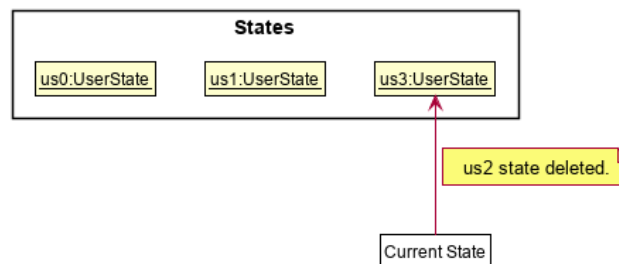 States
us0:UserState
us1:UserState
us3:UserState
us2 state deleted.
Current State